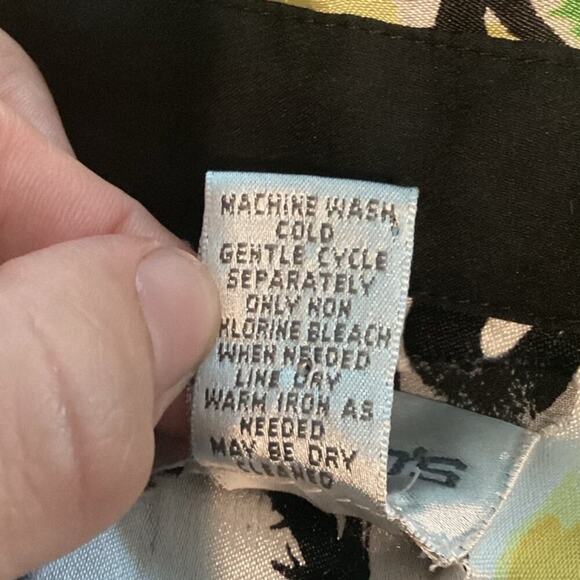 MACHINE WASH
COLD
GENTLE CYCLE
SEPARATELY
ONLY NON
KLORINE BLEACH
WHEN NEEDED
LINE DRY
WARM IRON AS
NEEDED
MAY BE DRY
CLEANED